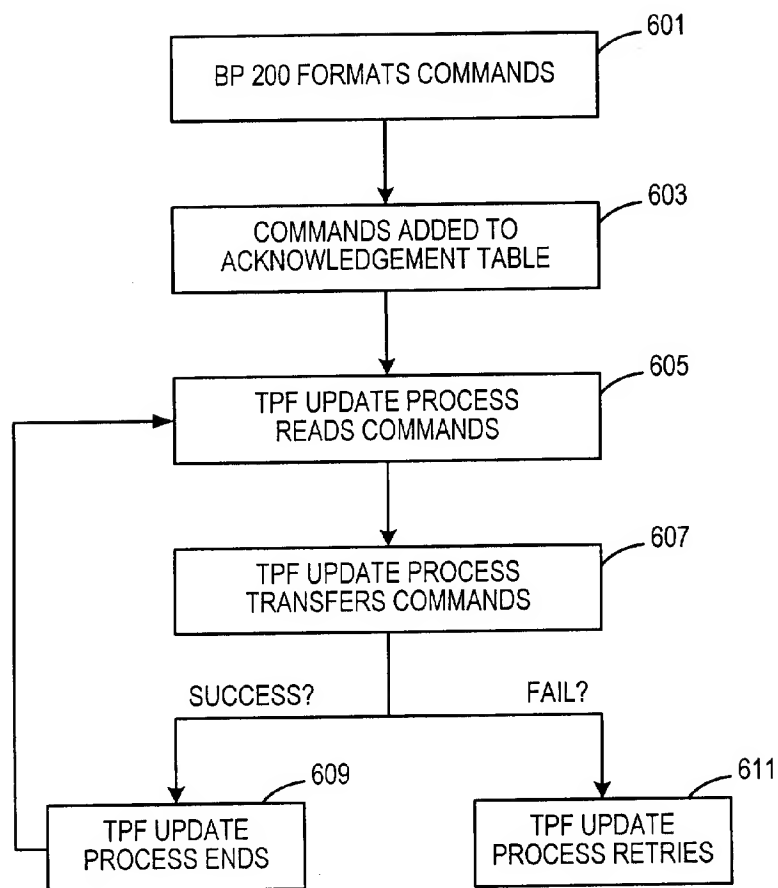 601
BP 200 FORMATS COMMANDS
603
COMMANDS ADDED TO
ACKNOWLEDGEMENT TABLE
605
TPF UPDATE PROCESS
READS COMMANDS
607
TPF UPDATE PROCESS
TRANSFERS COMMANDS
SUCCESS?
FAIL?
609
TPF UPDATE
PROCESS ENDS
611
TPF UPDATE
PROCESS RETRIES